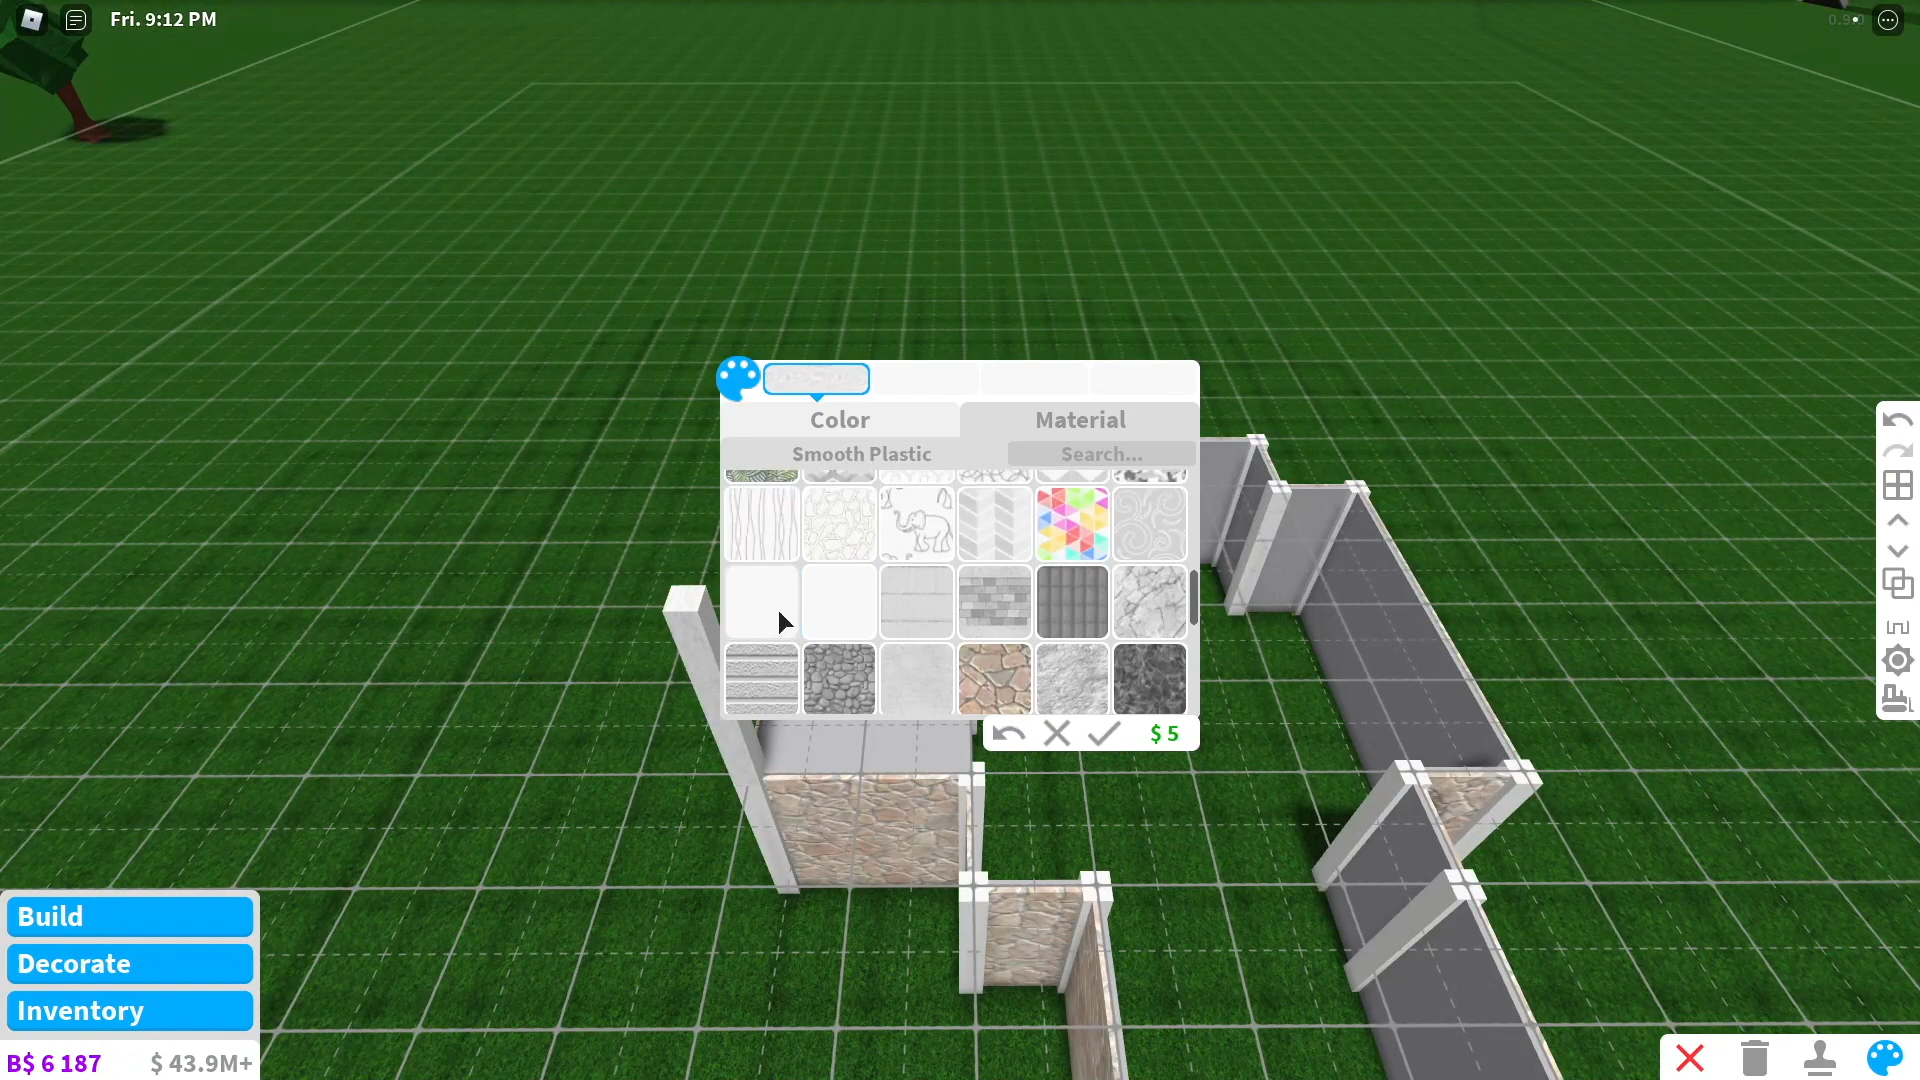 Fri. 9:12 PM
Color
Material
Smooth Plastic
Search...
$ 5
Build
Decorate
Inventory
B$ 6 187
$ 43.9M+